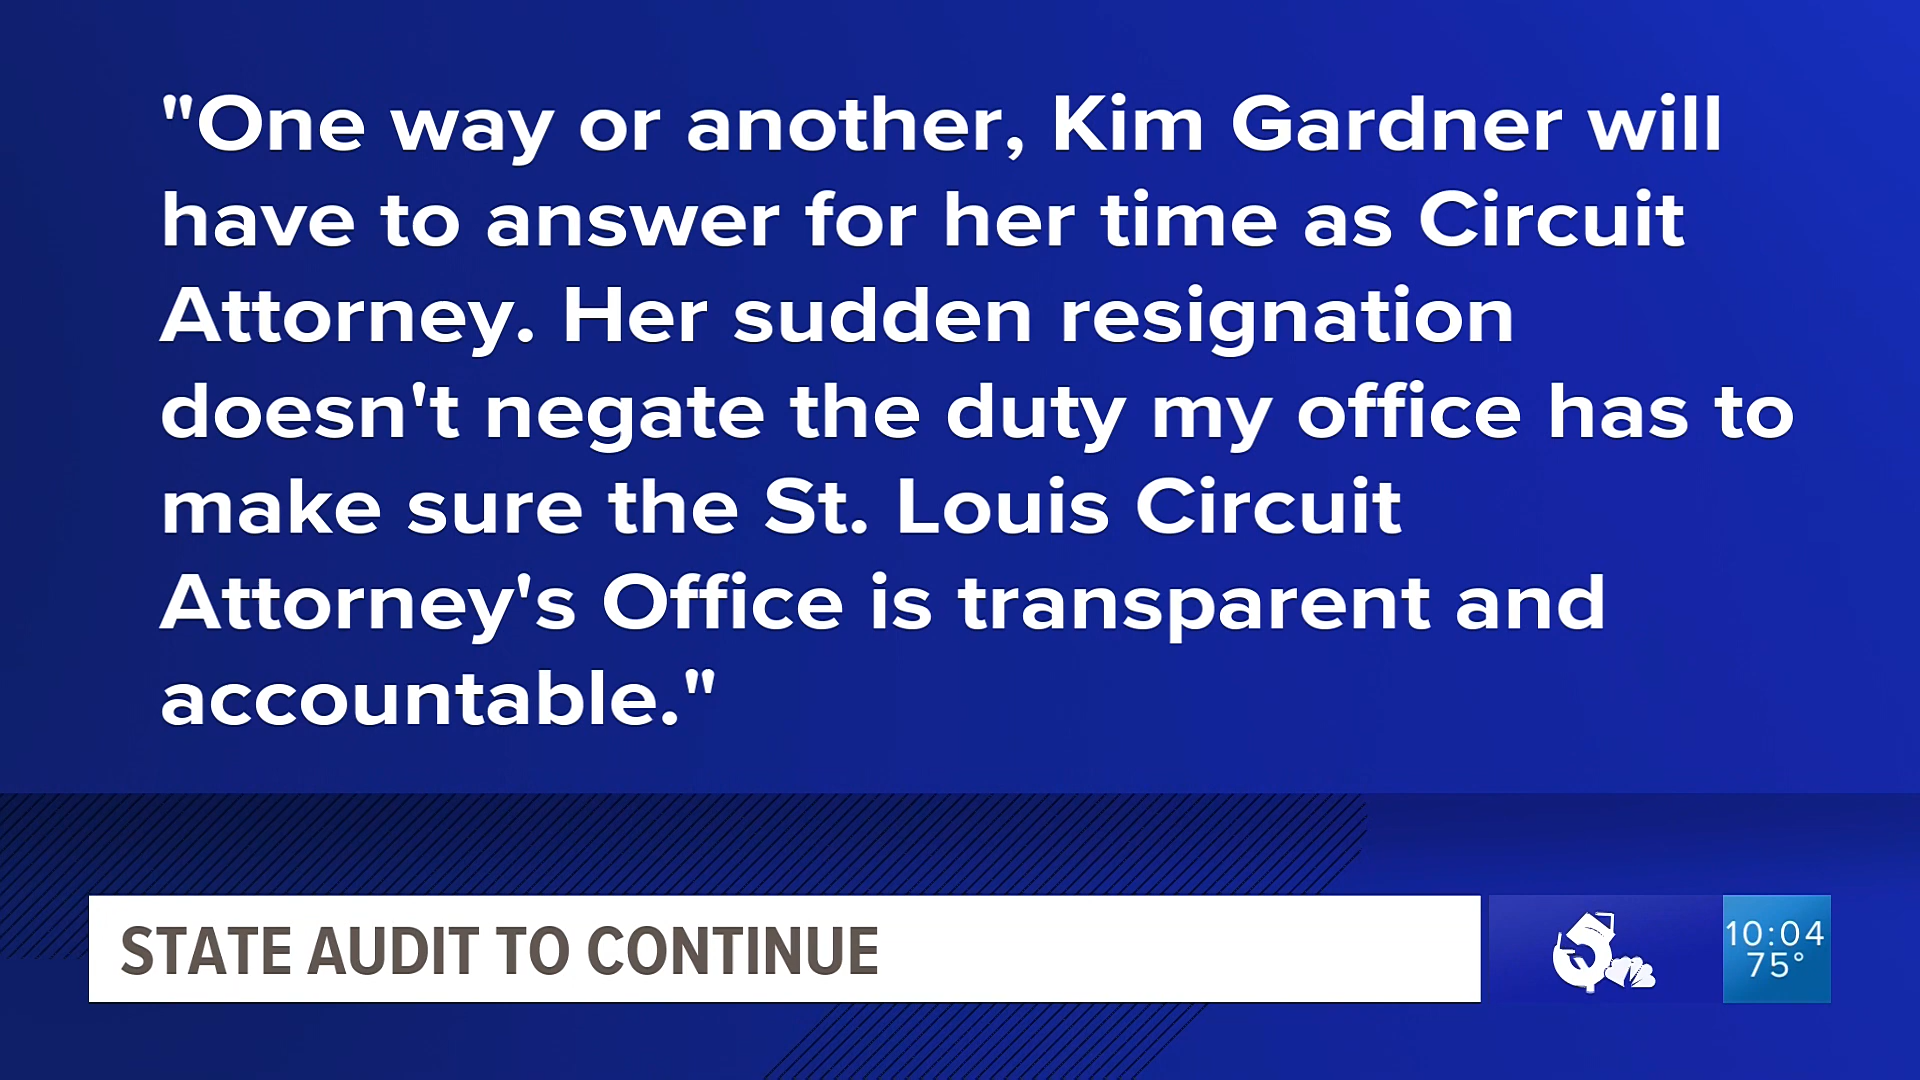 "One way or another, Kim Gardner will
have to answer for her time as Circuit
Attorney. Her sudden resignation
doesn't negate the duty my office has to
make sure the St. Louis Circuit
Attorney's Office is transparent and
accountable."
STATE AUDIT TO CONTINUE
5
10:04
75°